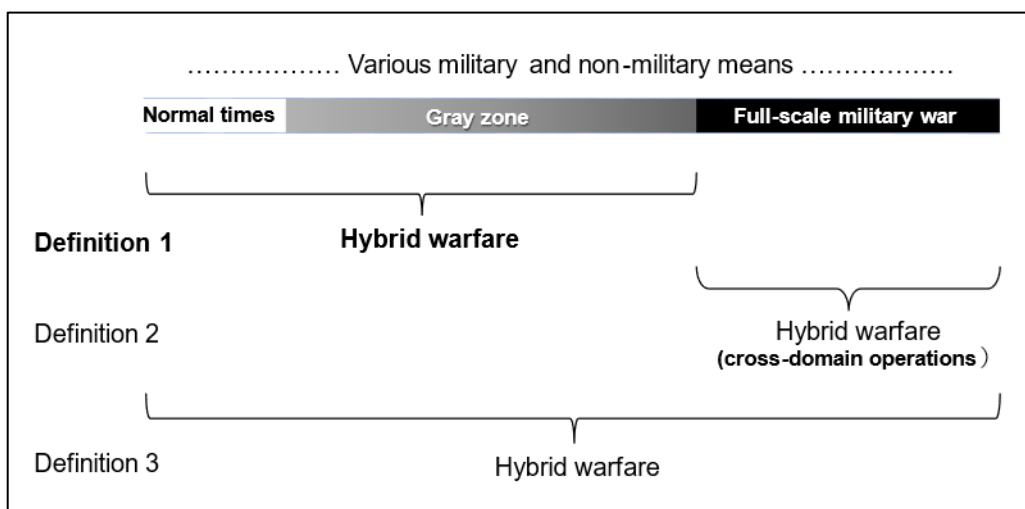 ……………… Various military and non-military means ………………
Normal times Gray zone Full-scale military war
Definition 1 Hybrid warfare
Definition 2 Hybrid warfare
(cross-domain operations）
Definition 3 Hybrid warfare